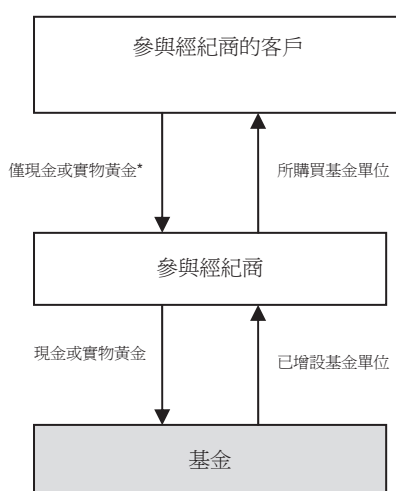 參與經紀商的客戶
僅現金或實物黃金*
所購買基金單位
參與經紀商
現金或實物黃金
已增設基金單位
基金